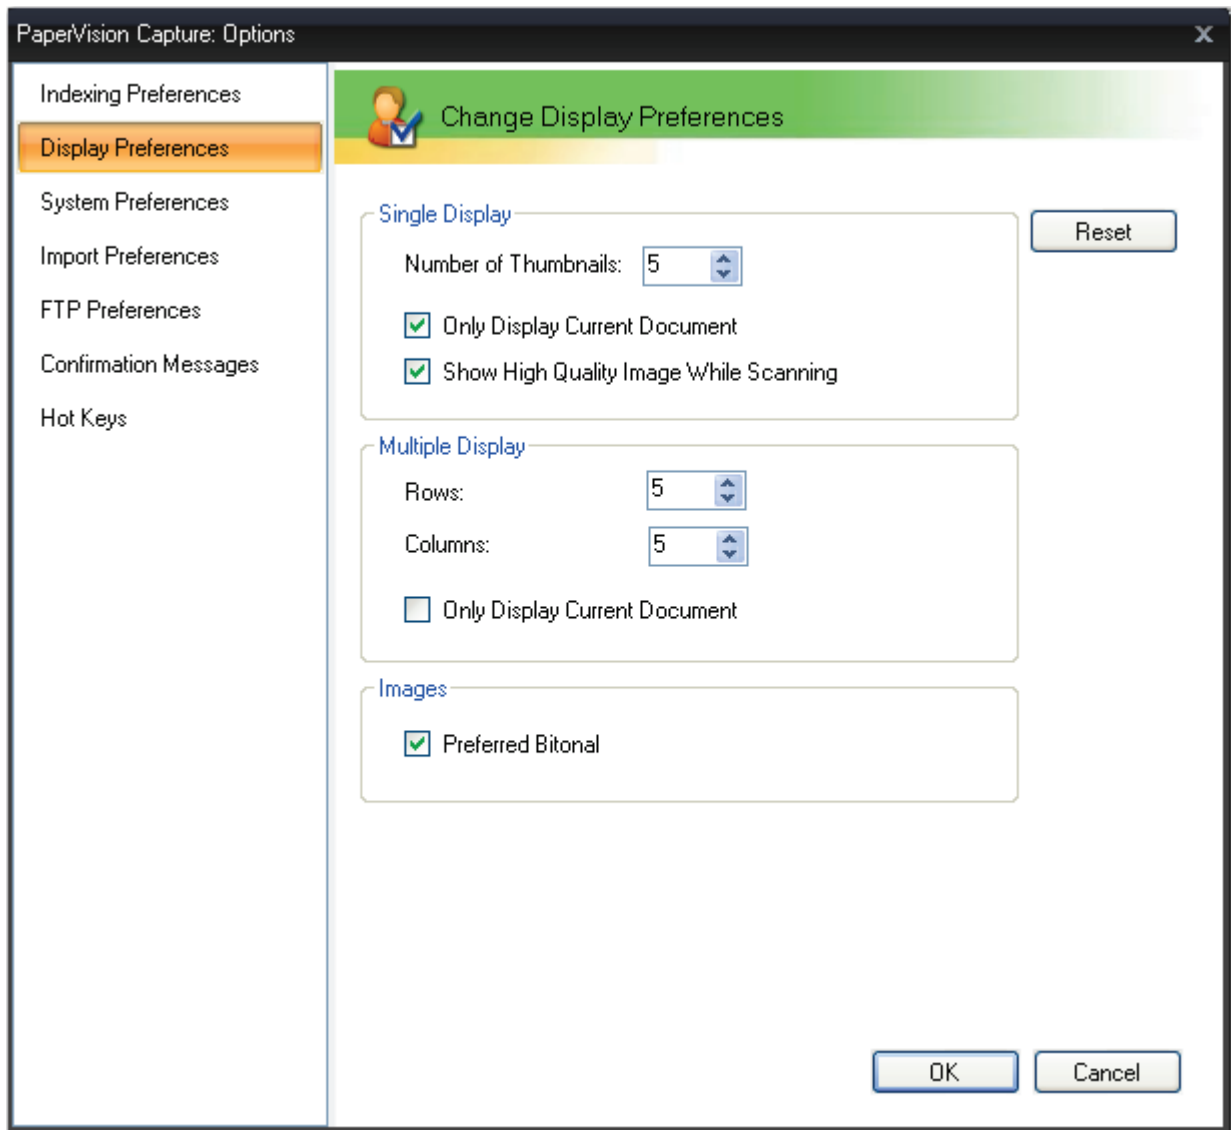 PaperVision Capture: Options
x
Indexing Preferences
Display Preferences
System Preferences
Import Preferences
FTP Preferences
Confirmation Messages
Hot Keys
Change Display Preferences
Single Display
Number of Thumbnails: 5
Only Display Current Document
Show High Quality Image While Scanning
Reset
Multiple Display
Rows: 5
Columns: 5
Only Display Current Document
Images
Preferred Bitonal
OK Cancel